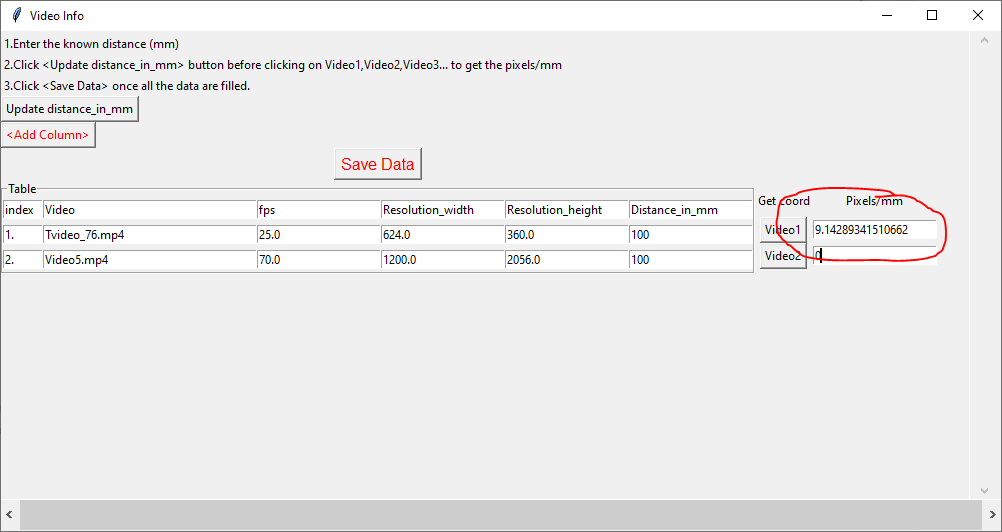 Video Info
1.Enter the known distance (mm)
2.Click <Update distance_in_mm> button before clicking on Video1,Video2,Video3... to get the pixels/mm
3.Click <Save Data> once all the data are filled.
Update distance_in_mm
<Add Column>
Save Data
Table
Get coord Pixels/mm
index Video fps Resolution_width Resolution_height Distance_in_mm
1. Tvideo_76.mp4 25.0 624.0 360.0 100 Video1 9.14289341510662
2. Video5.mp4 70.0 1200.0 2056.0 100 Video2 0